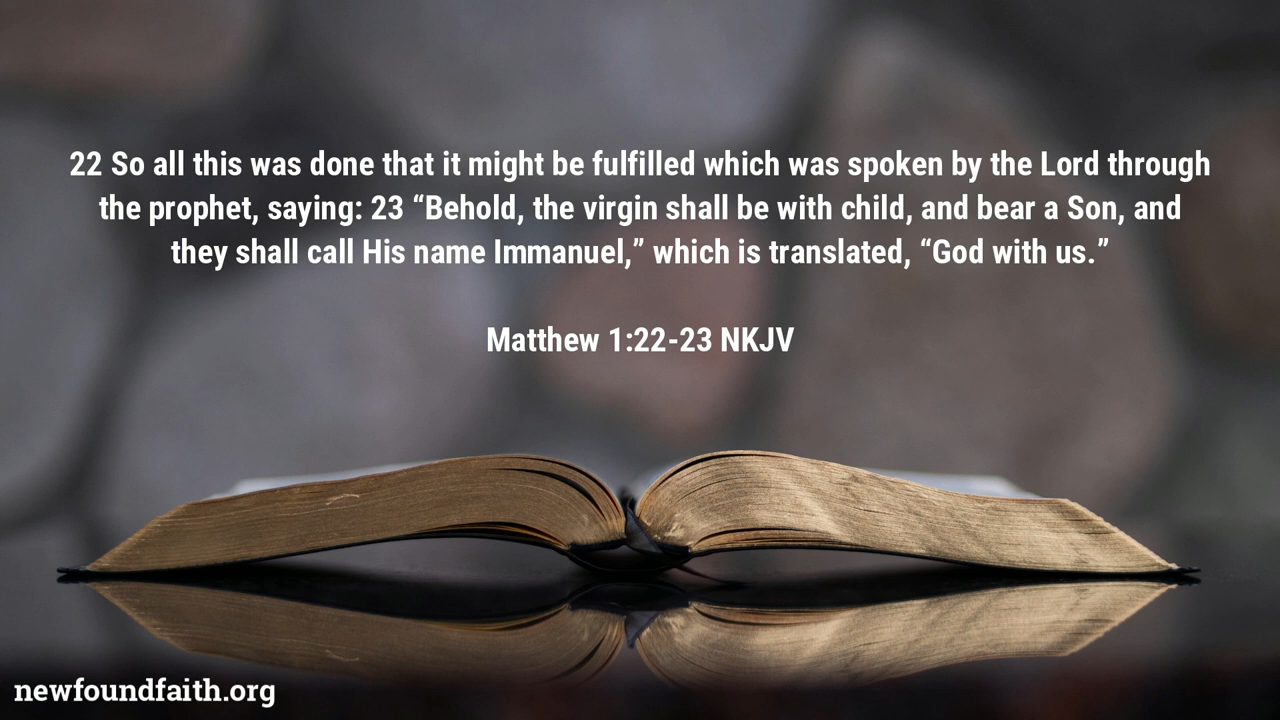 22 So all this was done that it might be fulfilled which was spoken by the Lord through
the prophet, saying: 23 “Behold, the virgin shall be with child, and bear a Son, and
they shall call His name Immanuel,” which is translated, “God with us.”
Matthew 1:22-23 NKJV
newfoundfaith.org